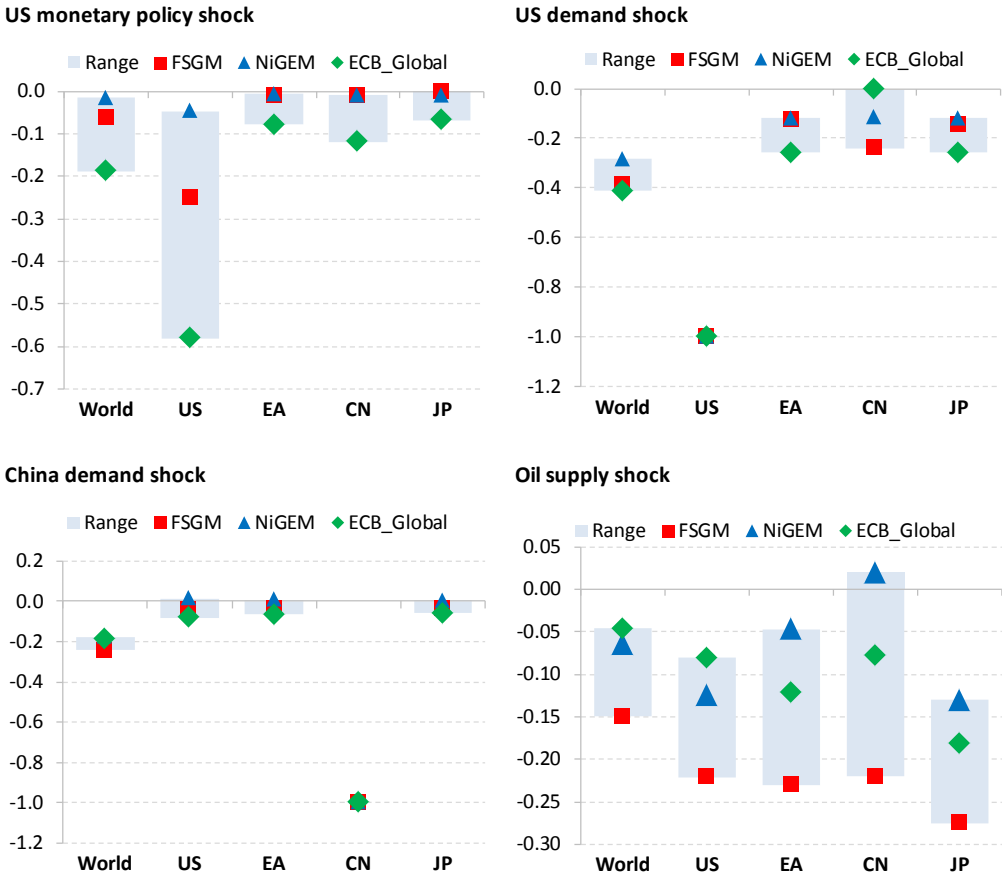 US monetary policy shock
Range FSGM NiGEM ECB_Global
0.0
-0.1
-0.2
-0.3
-0.4
-0.5
-0.6
-0.7
World US EA CN JP
US demand shock
Range FSGM NiGEM ECB_Global
0.0
-0.2
-0.4
-0.6
-0.8
-1.0
-1.2
World US EA CN JP
China demand shock
Range FSGM NiGEM ECB_Global
0.2
0.0
-0.2
-0.4
-0.6
-0.8
-1.0
-1.2
World US EA CN JP
Oil supply shock
Range FSGM NiGEM ECB_Global
0.05
0.00
-0.05
-0.10
-0.15
-0.20
-0.25
-0.30
World US EA CN JP